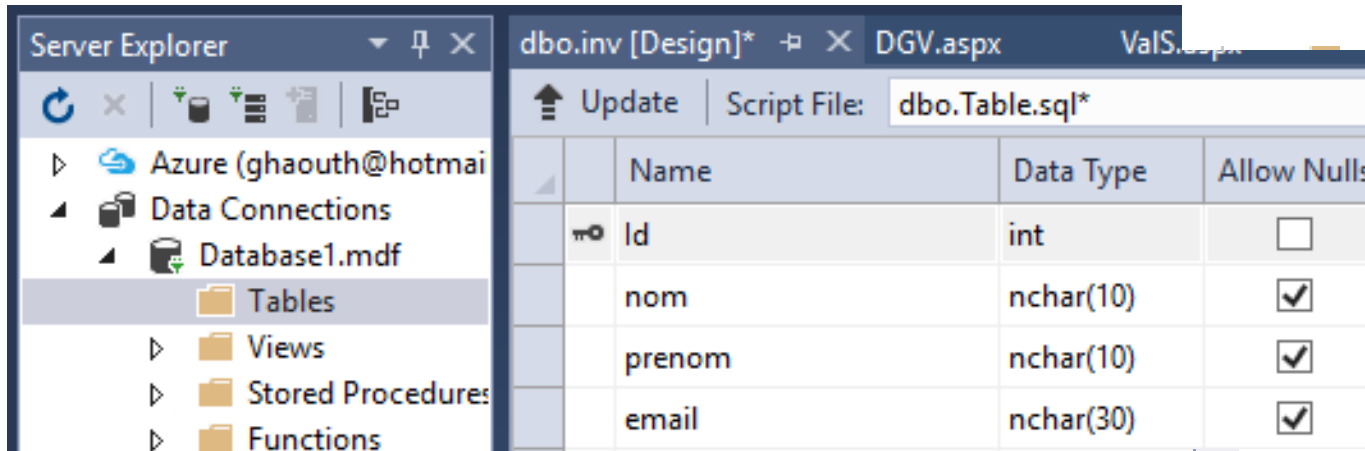 Server Explorer
dbo.inv [Design]* DGV.aspx
Update Script File: dbo.Table.sql*
Azure (ghaouth@hotmai
Data Connections
Database1.mdf
Tables
Views
Stored Procedures
Functions
Name Data Type Allow Nulls
Id int
nom nchar(10)
prenom nchar(10)
email nchar(30)